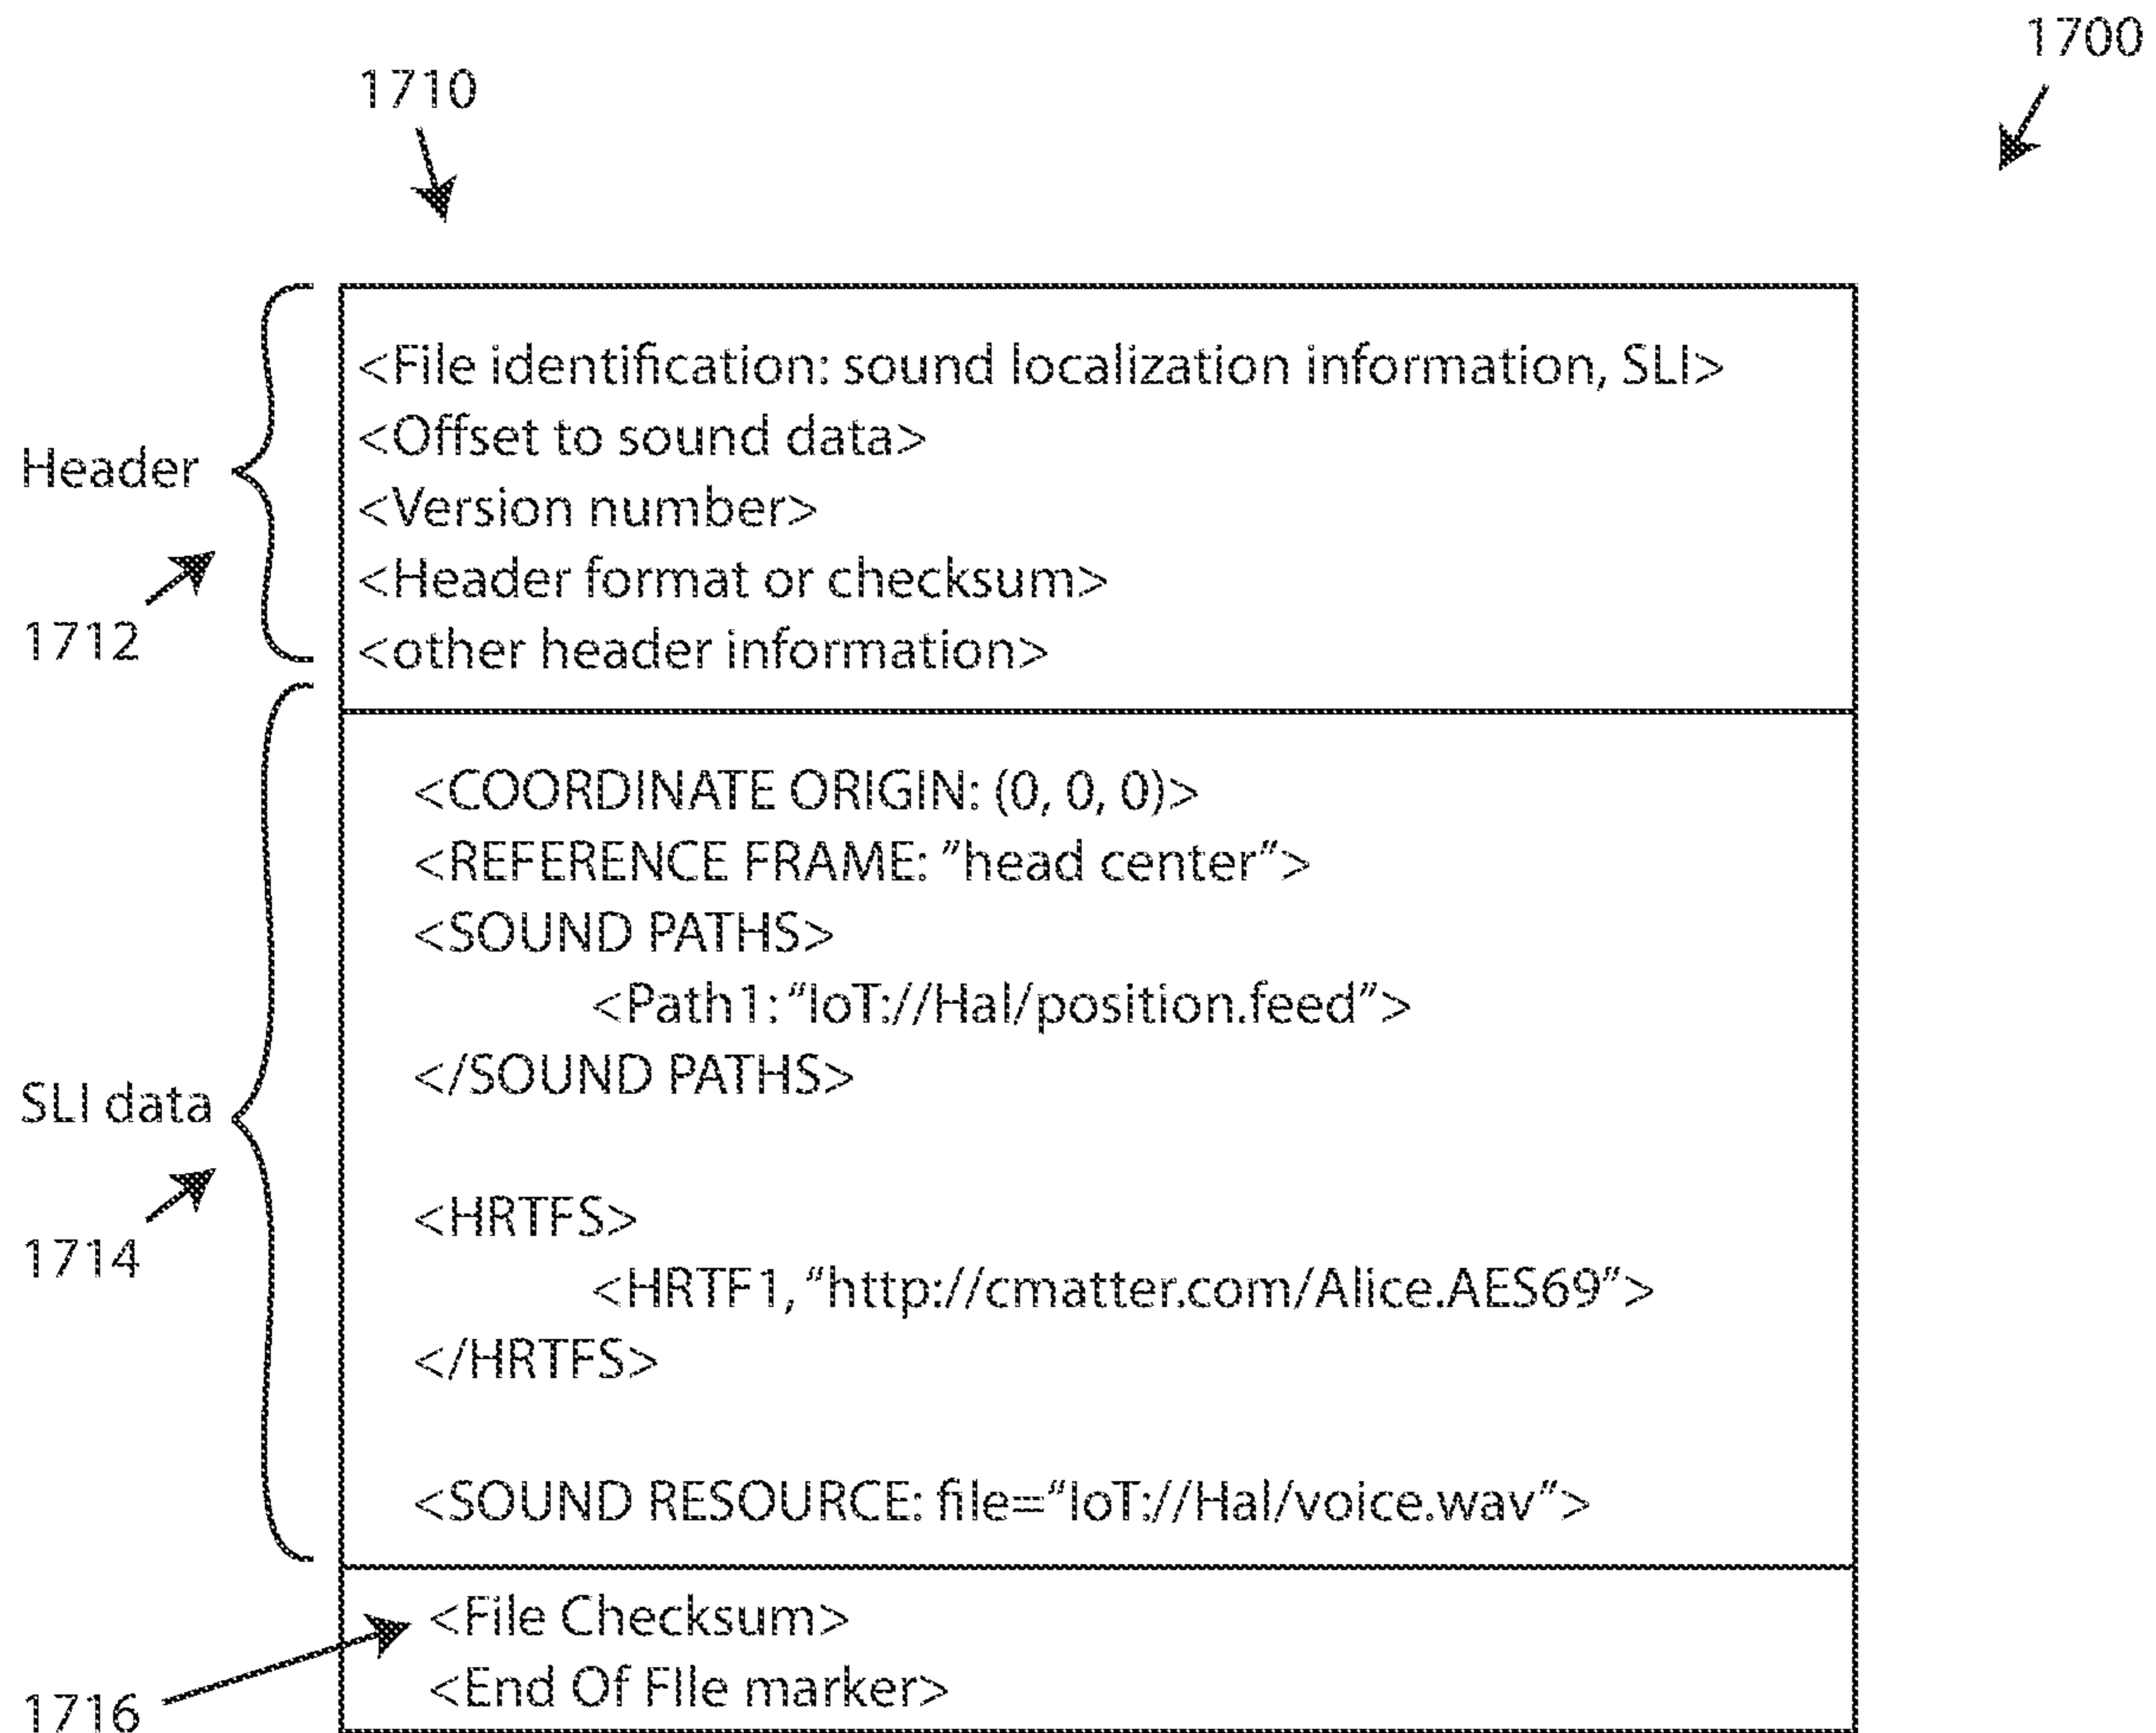 1700
1710
<File identification: sound localization information, SLI>
<Offset to sound data>
Header
<Version number>
<Header format or checksum>
1712
<other header information>
<COORDINATE ORIGIN: (0, 0, 0)>
<REFERENCE FRAME: "head center">
<SOUND PATHS>
<Path1: "IoT://Hal/position.feed">
</SOUND PATHS>
SLI data
<HRTFS>
1714
<HRTF1, "http://cmatter.com/Alice.AES69">
</HRTFS>
<SOUND RESOURCE: file="IoT://Hal/voice.wav">
<File Checksum>
<End Of FIle marker>
1716